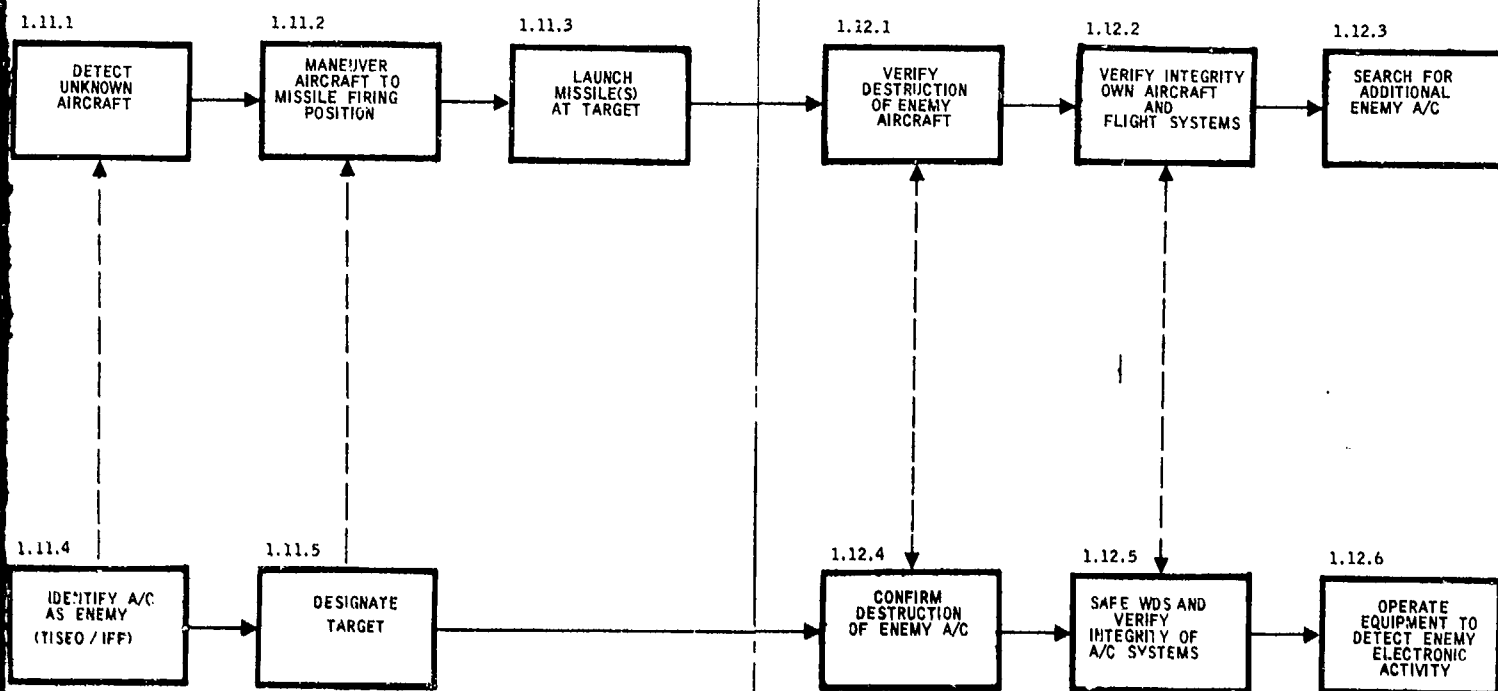 1.11.1
DETECT
UNKNOWN
AIRCRAFT
1.11.2
MANEUVER
AIRCRAFT TO
MISSILE FIRING
POSITION
1.11.3
LAUNCH
MISSILE(S)
AT TARGET
1.12.1
VERIFY
DESTRUCTION
OF ENEMY
AIRCRAFT
1.12.2
VERIFY INTEGRITY
OWN AIRCRAFT
AND
FLIGHT SYSTEMS
1.12.3
SEARCH FOR
ADDITIONAL
ENEMY A/C
1.11.4
IDENTIFY A/C
AS ENEMY
(TISEO / IFF)
1.11.5
DESIGNATE
TARGET
1.12.4
CONFIRM
DESTRUCTION
OF ENEMY A/C
1.12.5
SAFE WDS AND
VERIFY
INTEGRITY OF
A/C SYSTEMS
1.12.6
OPERATE
EQUIPMENT TO
DETECT ENEMY
ELECTRONIC
ACTIVITY